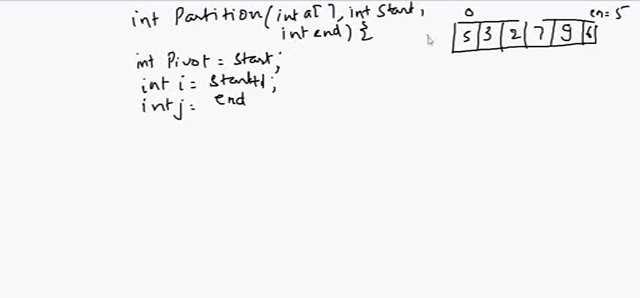 int Partition(int a[], int start,
int end) {
int Pivot = start;
int i = start+1;
int j = end
0 en = 5
5 3 2 7 9